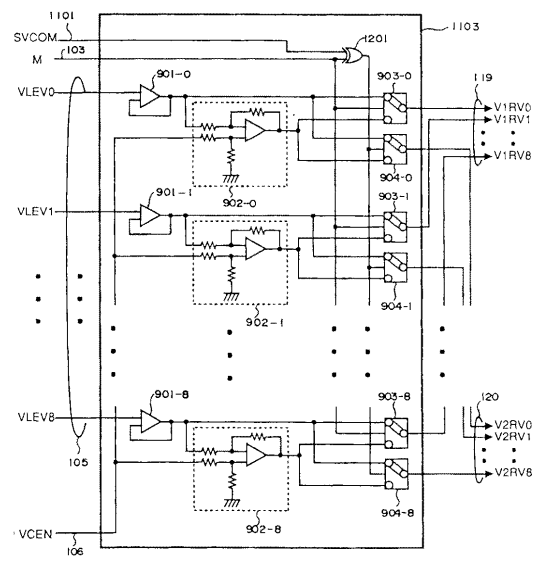 1101
SVCOM
103
M
1103
1201
VLEV0
901-0
903-0
119
V1RV0
V1RV1
V1RV8
902-0
904-0
VLEV1
901-1
903-1
902-1
904-1
VLEV8
901-8
903-8
120
V2RV0
V2RV1
V2RV8
105
902-8
904-8
VCEN
106